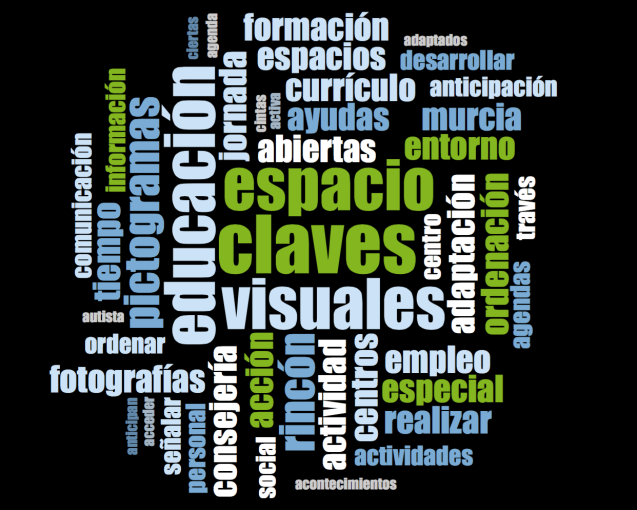 formación
adaptados
espacios
desarrollar
currículo
anticipación
ayudas
murcia
abiertas
entorno
espacio
claves
visuales
ciertas
agenda
jornada
cintas
activa
educación
información
pictogramas
comunicación
tiempo
autista
ordenar
fotografías
centro
adaptación
ordenación
través
agendas
empleo
especial
realizar
actividades
acontecimientos
anticipan
acceder
señalar
personal
consejería
social
acción
rincón
actividad
centros